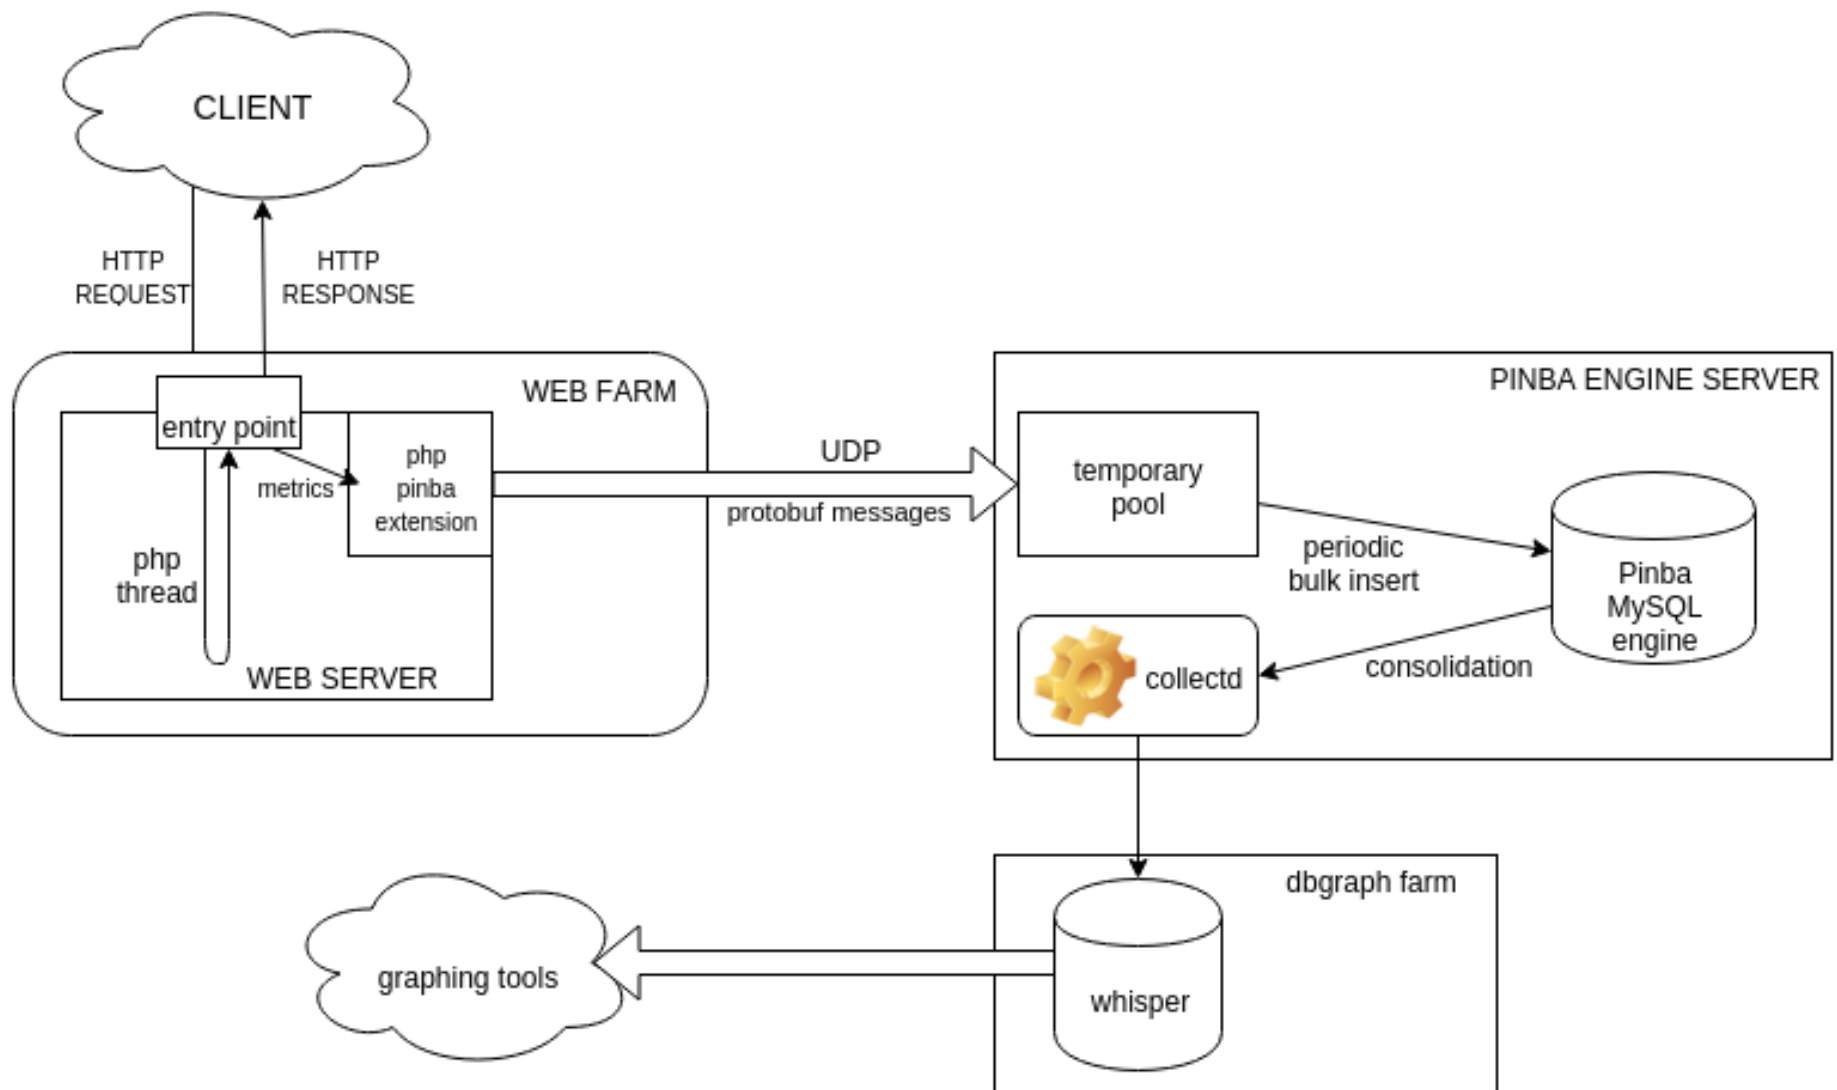 CLIENT
HTTP
REQUEST
HTTP
RESPONSE
WEB FARM
entry point
metrics
php
pinba
extension
php
thread
WEB SERVER
UDP
protobuf messages
PINBA ENGINE SERVER
temporary
pool
periodic
bulk insert
Pinba
MySQL
engine
consolidation
collectd
dbgraph farm
whisper
graphing tools